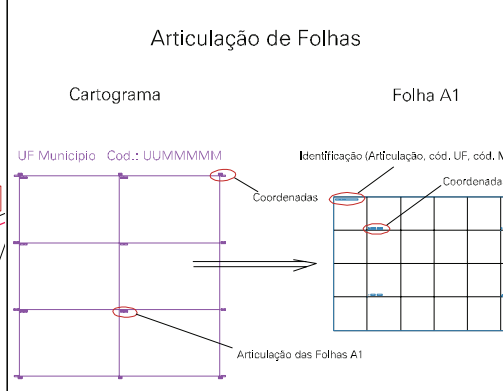 Articulação de Folhas
Cartograma
Folha A1
UF Municipio Cod.: UUMMMMM
Identificação (Articulação, cód. UF, cód. M
Coordenadas
Coordenada
Articulação das Folhas A1